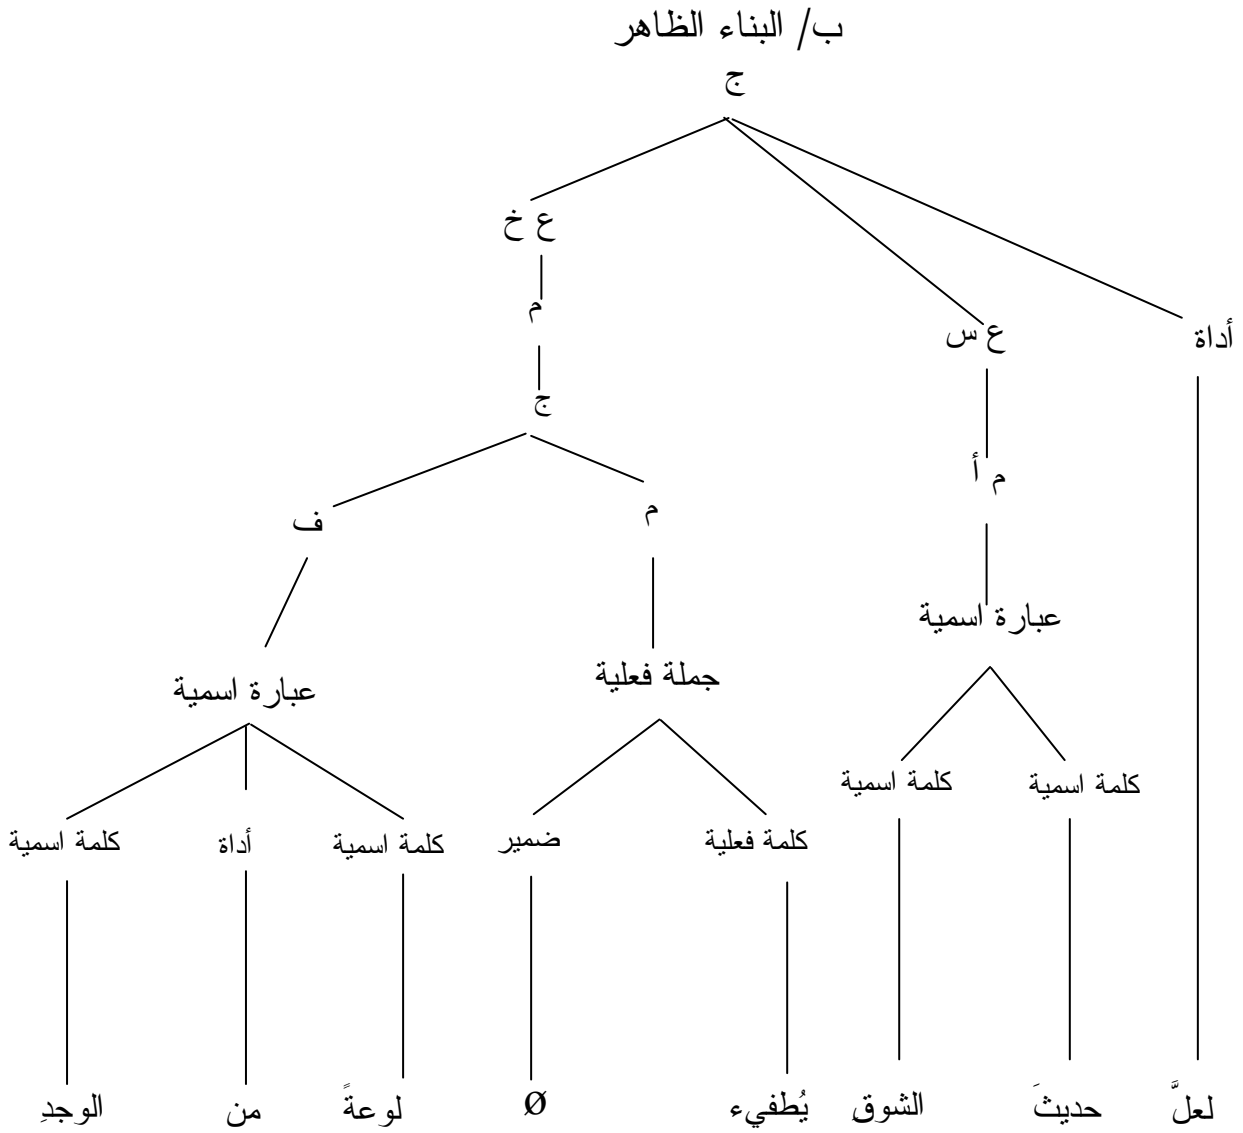 ب/ البناء الظاهر
ج
ع خ
م
ع س
أداة
ج
م أ
م
ف
عبارة اسمية
جملة فعلية
عبارة اسمية
كلمة اسمية
كلمة اسمية
كلمة فعلية
ضمير
كلمة اسمية
أداة
كلمة اسمية
لعلَّ حديثَ الشوقِ يُطفيء Ø لوعةً من الوجدِ